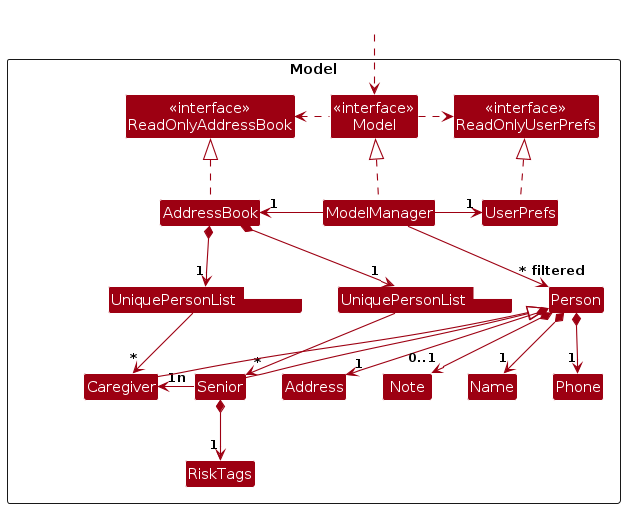 Model
«interface»
ReadOnlyAddressBook
«interface»
Model
«interface»
ReadOnlyUserPrefs
AddressBook
1
ModelManager
1
UserPrefs
1
1
* filtered
UniquePersonList
UniquePersonList
Person
*
*
1
0..1
1
1
Caregiver
1n
Senior
Address
Note
Name
Phone
1
RiskTags